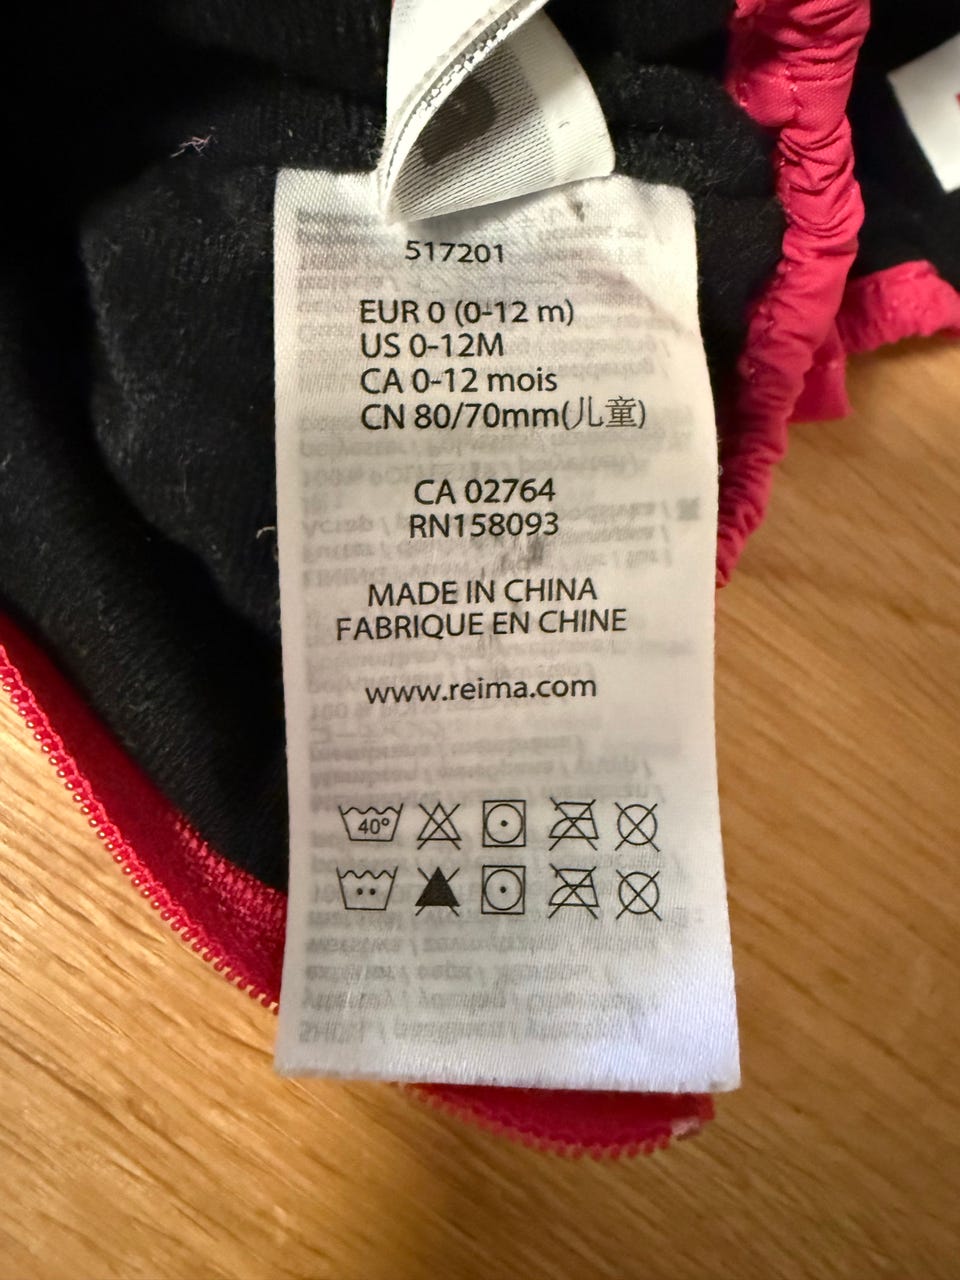 517201
EUR 0 (0-12 m)
US 0-12M
CA 0-12 mois
CN 80/70mm(儿童)
CA 02764
RN158093
MADE IN CHINA
FABRIQUE EN CHINE
www.reima.com
40°